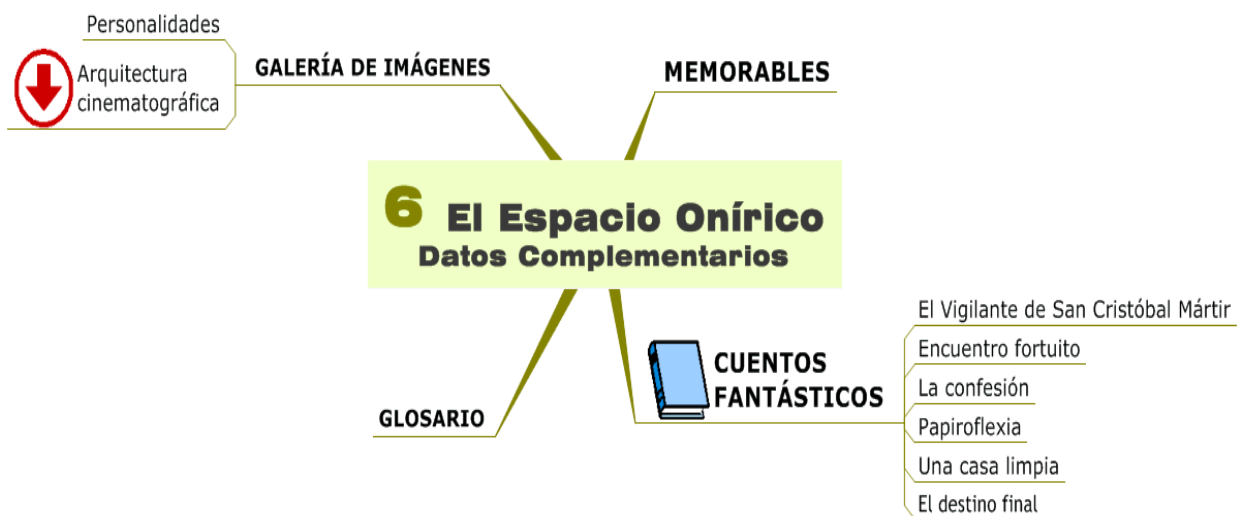 Personalidades
Arquitectura
cinematográfica
GALERÍA DE IMÁGENES
MEMORABLES
6 El Espacio Onírico
Datos Complementarios
GLOSARIO
CUENTOS
FANTÁSTICOS
El Vigilante de San Cristóbal Mártir
Encuentro fortuito
La confesión
Papiroflexia
Una casa limpia
El destino final